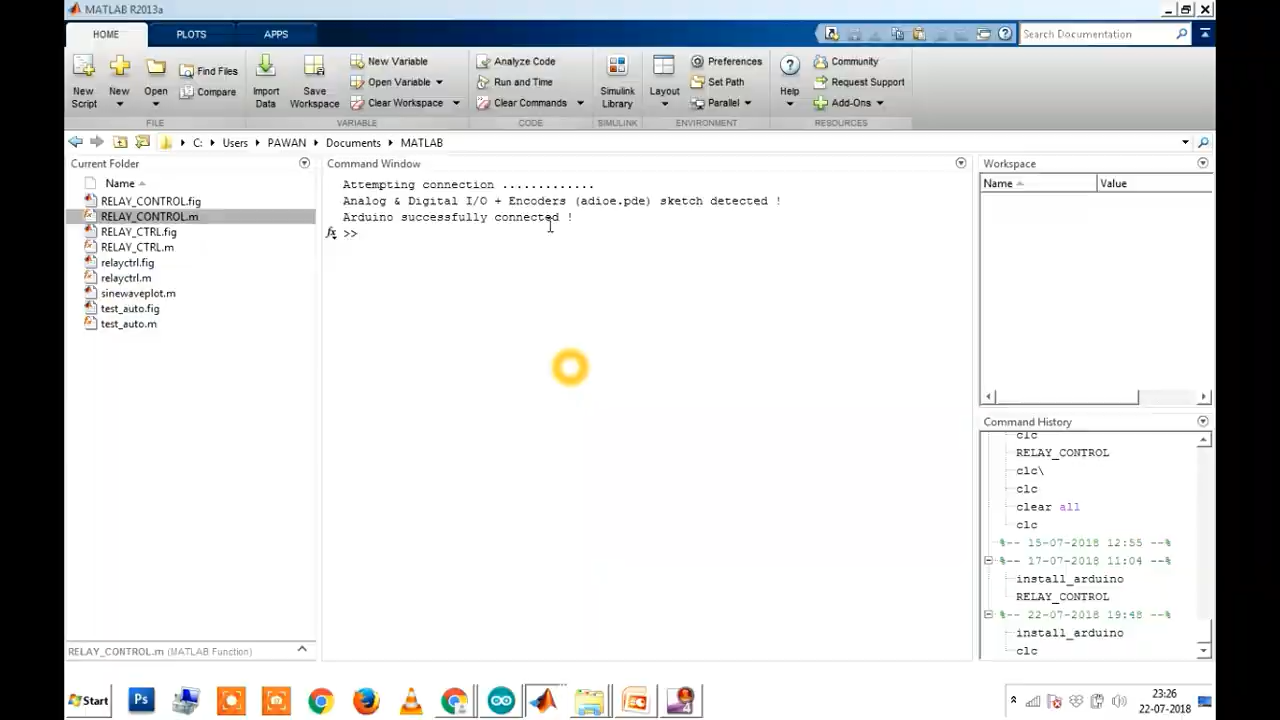 MATLAB R2013a
HOME
PLOTS
APPS
Search Documentation
New Script
New
Open
Find Files
Compare
Import Data
Save Workspace
New Variable
Open Variable
Clear Workspace
Analyze Code
Run and Time
Clear Commands
Simulink Library
Layout
Preferences
Set Path
Parallel
Help
Community
Request Support
Add-Ons
FILE
VARIABLE
CODE
SIMULINK
ENVIRONMENT
RESOURCES
C:
Users
PAWAN
Documents
MATLAB
Current Folder
Name
RELAY_CONTROL.fig
RELAY_CONTROL.m
RELAY_CTRL.fig
RELAY_CTRL.m
relayctrl.fig
relayctrl.m
sinewaveplot.m
test_auto.fig
test_auto.m
RELAY_CONTROL.m (MATLAB Function)
Command Window
Attempting connection .............
Analog & Digital I/O + Encoders (adioe.pde) sketch detected !
Arduino successfully connected !
fx >>
Workspace
Name Value
Command History
clc
RELAY_CONTROL
clc\
clc
clear all
clc
%-- 15-07-2018 12:55 --%
%-- 17-07-2018 11:04 --%
install_arduino
RELAY_CONTROL
%-- 22-07-2018 19:48 --%
install_arduino
clc
Start
Ps
4
23:26
22-07-2018